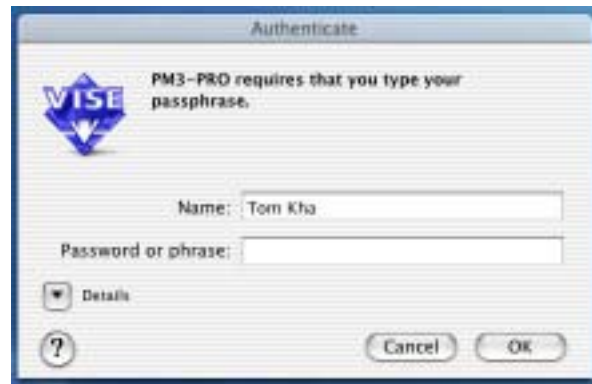 Authenticate
VISE
PM3-PRO requires that you type your
passphrase.
Name: Tom Kha
Password or phrase:
Details
?
Cancel OK